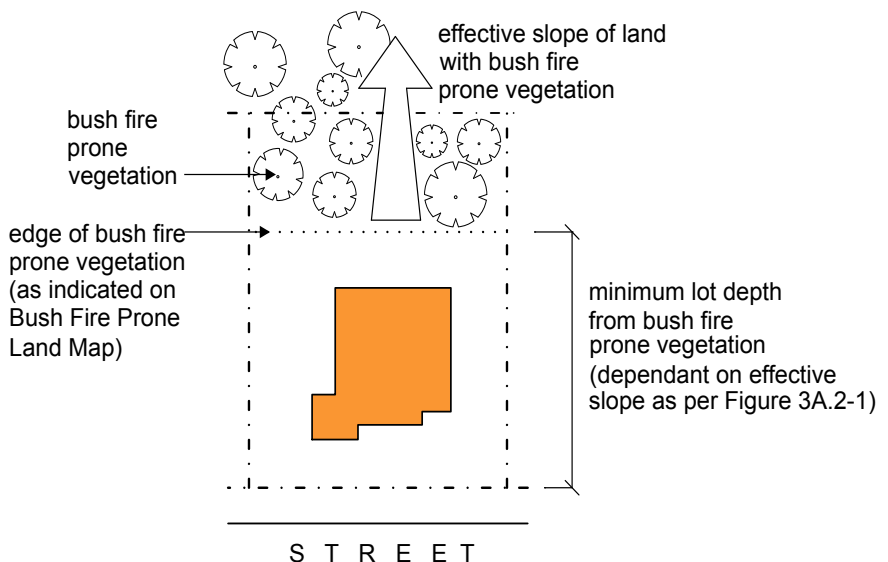 effective slope of land
with bush fire
prone vegetation
bush fire
prone
vegetation
edge of bush fire
prone vegetation
(as indicated on
Bush Fire Prone
Land Map)
minimum lot depth
from bush fire
prone vegetation
(dependant on effective
slope as per Figure 3A.2-1)
STREET